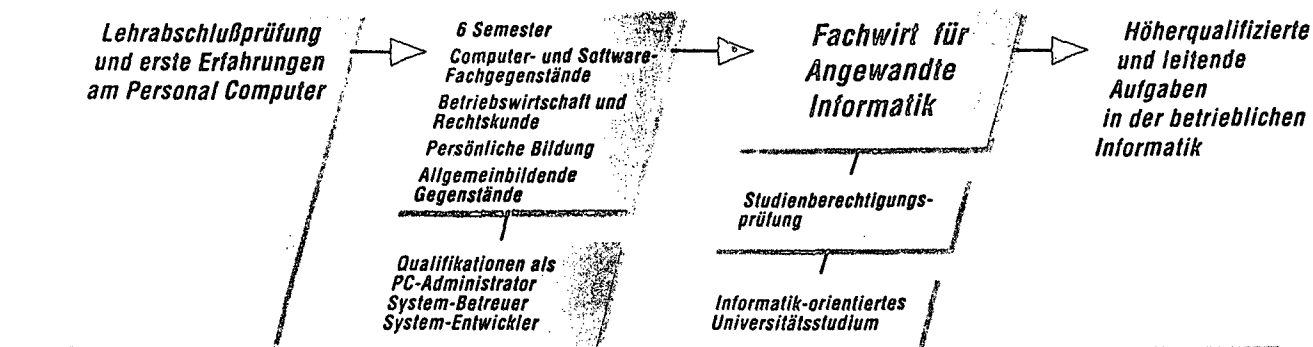 Lehrabschlußprüfung
und erste Erfahrungen
am Personal Computer
6 Semester
Computer- und Software-
Fachgegenstände
Betriebswirtschaft und
Rechtskunde
Persönliche Bildung
Allgemeinbildende
Gegenstände
Qualifikationen als
PC-Administrator
System-Betreuer
System-Entwickler
Fachwirt für
Angewandte
Informatik
Studienberechtigungs-
prüfung
Informatik-orientiertes
Universitätsstudium
Höherqualifizierte
und leitende
Aufgaben
in der betrieblichen
Informatik